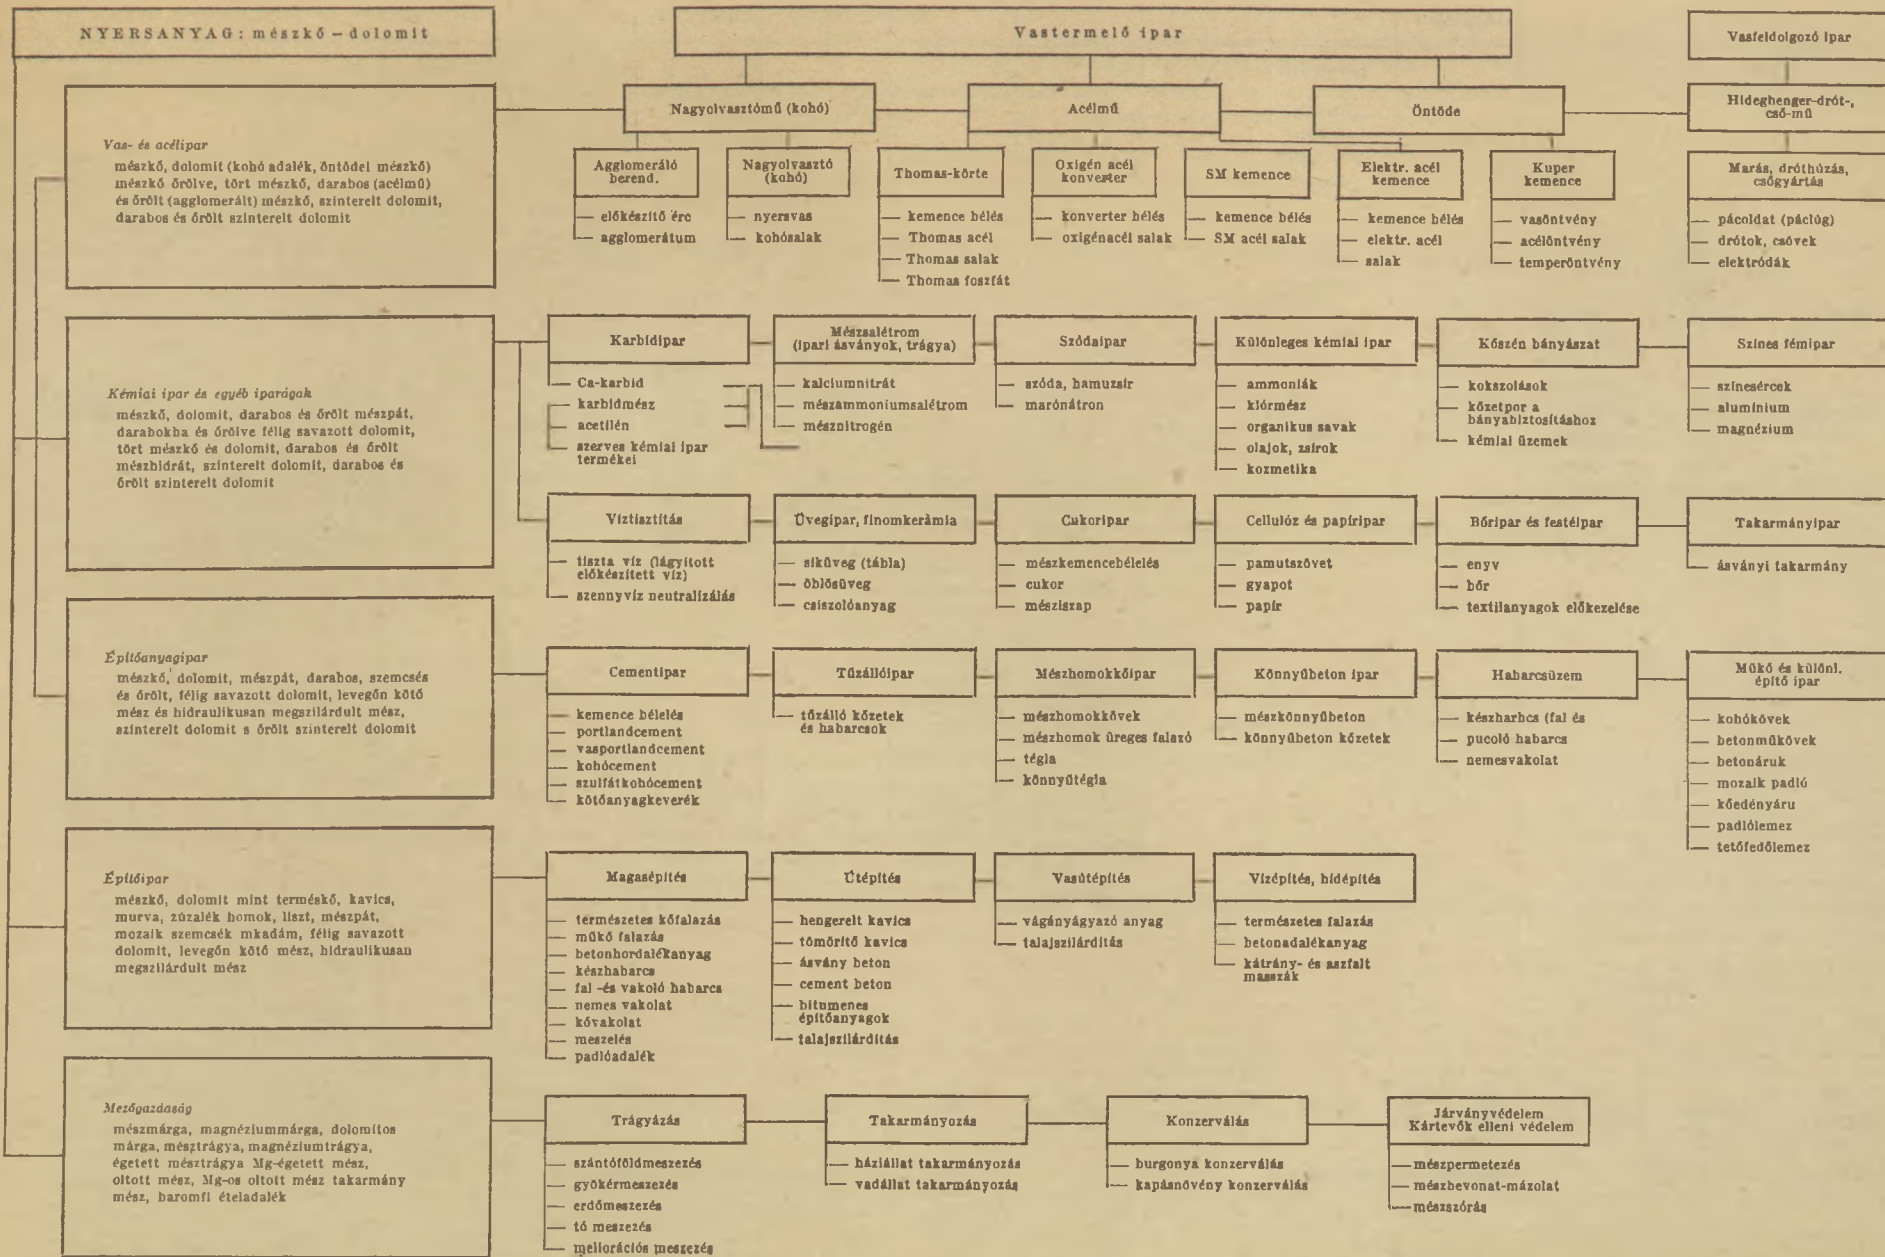 NYERSANYAG: mészkő – dolomit
Vastermelő ipar
Vasfeldolgozó ipar
Nagyolvasztómű (kohó)
Acélmű
Öntöde
Hideghenger-drót-,
cső-mű
Vas- és acélipar
mészkő, dolomit (kohó adalék, öntödei mészkő)
mészkő őrölve, tört mészkő, darabos (acélmű)
és őrölt (agglomerált) mészkő, szinterelt dolomit,
darabos és őrölt szinterelt dolomit
Agglomeráló
berend.
— előkészítő érc
— agglomerátum
Nagyolvasztó
(kohó)
— nyersvas
— kohósalak
Thomas-körte
— kemence bélés
— Thomas acél
— Thomas salak
— Thomas foszfát
Oxigén acél
konverter
— konverter bélés
— oxigénacél salak
SM kemence
— kemence bélés
— SM acél salak
Elektr. acél
kemence
— kemence bélés
— elektr. acél
— salak
Kuper
kemence
— vasöntvény
— acélöntvény
— temperöntvény
Marás, dróthúzás,
csőgyártás
— pácoldat (páclúg)
— drótok, csövek
— elektródák
Kémiai ipar és egyéb iparágak
mészkő, dolomit, darabos és őrölt mészpát,
darabokba és őrölve félig savazott dolomit,
tört mészkő és dolomit, darabos és őrölt
mészhidrát, szinterelt dolomit, darabos és
őrölt szinterelt dolomit
Karbidipar
— Ca-karbid
— karbidmész
— acetilén
— szerves kémiai ipar
termékei
Mészsalétrom
(ipari ásványok, trágya)
— kalciumnitrát
— mészammoniumsalétrom
— mésznitrogén
Szódaipar
— szóda, hamuzsír
— marónátron
Különleges kémiai ipar
— ammoniák
— klórmész
— organikus savak
— olajok, zsírok
— kozmetika
Kőszén bányászat
— kokszolások
— kőzetpor a
bányabiztosításhoz
— kémiai üzemek
Színes fémipar
— színesércek
— alumínium
— magnézium
Víztisztítás
— tiszta víz (lágyított
előkészített víz)
— szennyvíz neutralizálás
Üvegipar, finomkerámia
— síküveg (tábla)
— öblösüveg
— csiszolóanyag
Cukoripar
— mészkemencebélelés
— cukor
— mésziszap
Cellulóz és papíripar
— pamutszövet
— gyapot
— papír
Bőripar és festéipar
— enyv
— bőr
— textilanyagok előkezelése
Takarmányipar
— ásványi takarmány
Építőanyagipar
mészkő, dolomit, mészpát, darabos, szemcsés
és őrölt, félig savazott dolomit, levegőn kötő
mész és hidraulikusan megszilárdult mész,
szinterelt dolomit s őrölt szinterelt dolomit
Cementipar
— kemence bélelés
— portlandcement
— vasportlandcement
— kohócement
— szulfátkohócement
— kötőanyagkeverék
Tűzállóipar
— tűzálló kőzetek
és habarcsok
Mészhomokkőipar
— mészhomokkövek
— mészhomok üreges falazó
— tégla
— könnyűtégla
Könnyűbeton ipar
— mészkönnyűbeton
— könnyűbeton kőzetek
Habarcsüzem
— készharbcs (fal és
— pucoló habarcs
— nemesvakolat
Műkő és különl.
építő ipar
— kohókövek
— betonműkövek
— betonáruk
— mozaik padló
— kőedényáru
— padlólemez
— tetőfedőlemez
Építőipar
mészkő, dolomit mint terméskő, kavics,
murva, zúzalék homok, liszt, mészpát,
mozaik szemcsék mkadám, félig savazott
dolomit, levegőn kötő mész, hidraulikusan
megszilárdult mész
Magasépítés
— természetes kőfalazás
— műkő falazás
— betonhordalékanyag
— készhabarcs
— fal -és vakoló habarcs
— nemes vakolat
— kővakolat
— meszelés
— padlóadalék
Útépítés
— hengerelt kavics
— tömörítő kavics
— ásvány beton
— cement beton
— bitumenes
építőanyagok
— talajszilárdítás
Vasútépítés
— vágányágyazó anyag
— talajszilárdítás
Vízépítés, hídépítés
— természetes falazás
— betonadalékanyag
— kátrány- és aszfalt
masszák
Mezőgazdaság
mészmárga, magnéziummárga, dolomitos
márga, mésztrágya, magnéziumtrágya,
égetett mésztrágya Mg-égetett mész,
oltott mész, Mg-os oltott mész takarmány
mész, baromfi ételadalék
Trágyázás
— szántóföldmeszezés
— gyökérmeszezés
— erdőmeszezés
— tó meszezés
— meliorációs meszezés
Takarmányozás
— háziállat takarmányozás
— vadállat takarmányozás
Konzerválás
— burgonya konzerválás
— kapásnövény konzerválás
Járványvédelem
Kártevők elleni védelem
— mészpermetezés
— mészbevonat-mázolat
— mészszórás